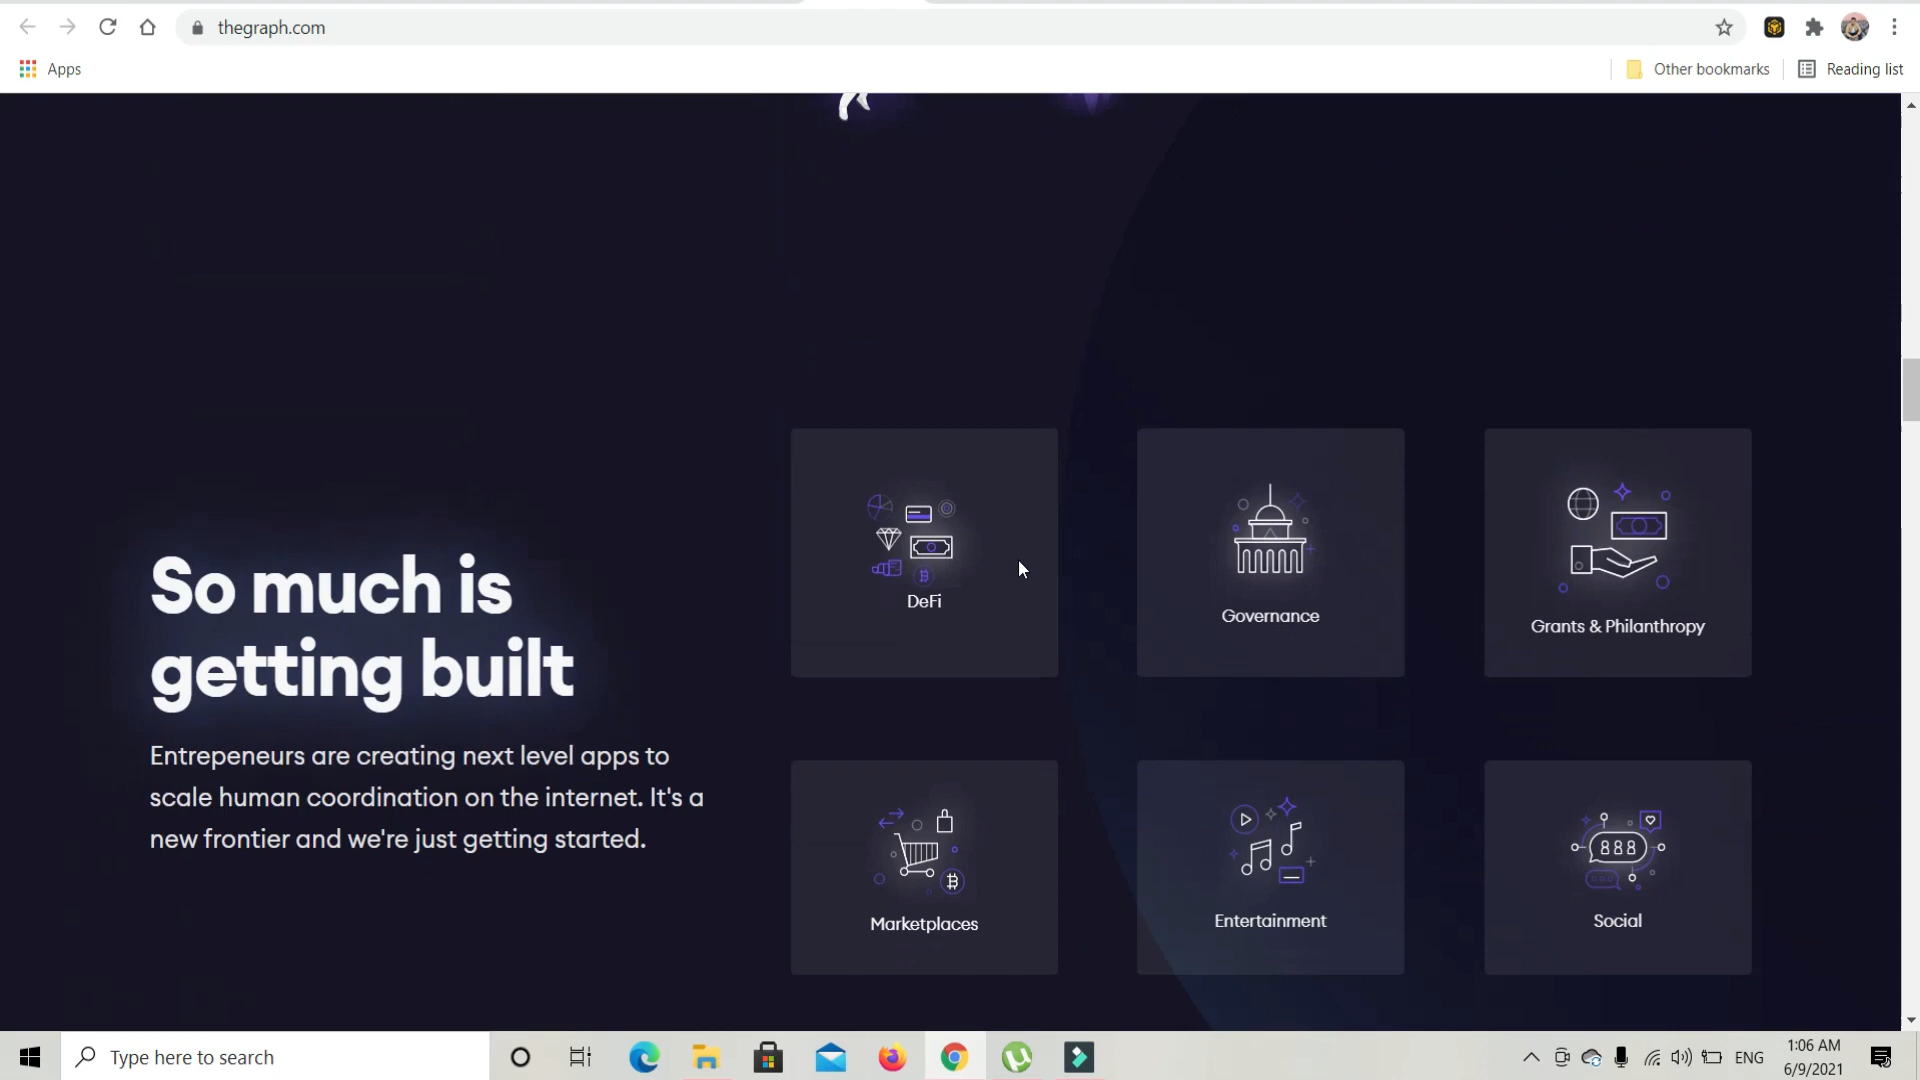 thegraph.com
Apps
Other bookmarks
Reading list
So much is
getting built
Entrepeneurs are creating next level apps to
scale human coordination on the internet. It's a
new frontier and we're just getting started.
DeFi
Governance
Grants & Philanthropy
Marketplaces
Entertainment
Social
888
Type here to search
ENG
1:06 AM
6/9/2021